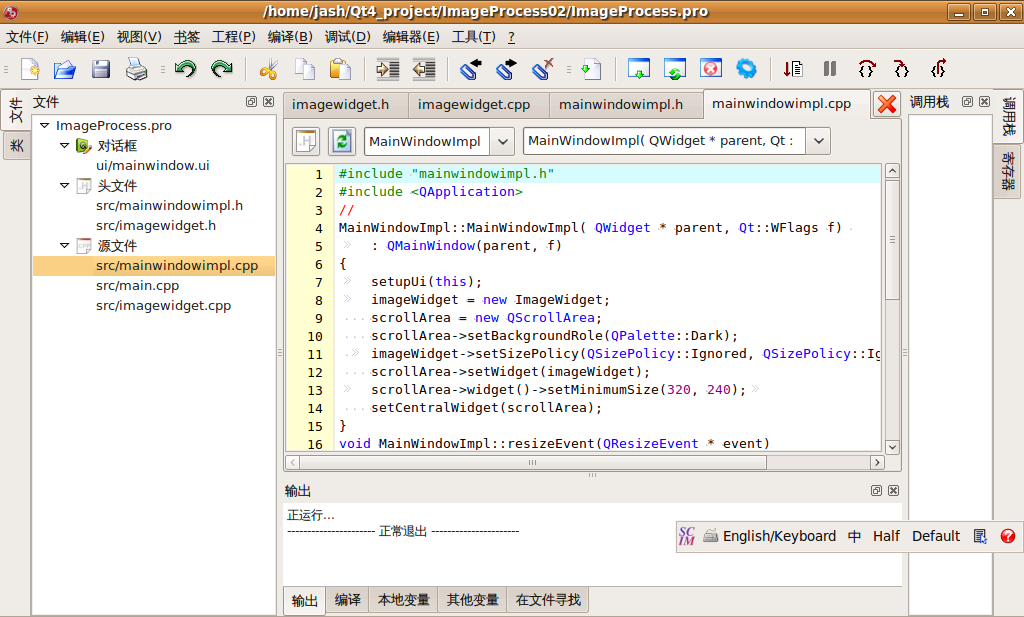 /home/jash/Qt4_project/ImageProcess02/ImageProcess.pro
文件(F) 编辑(E) 视图(V) 书签 工程(P) 编译(B) 调试(D) 编辑器(E) 工具(T) ?
文件
类
文件
ImageProcess.pro
对话框
ui/mainwindow.ui
头文件
src/mainwindowimpl.h
src/imagewidget.h
源文件
src/mainwindowimpl.cpp
src/main.cpp
src/imagewidget.cpp
imagewidget.h imagewidget.cpp mainwindowimpl.h mainwindowimpl.cpp
MainWindowImpl MainWindowImpl( QWidget * parent, Qt :
1 #include "mainwindowimpl.h"
2 #include <QApplication>
3 //
4 MainWindowImpl::MainWindowImpl( QWidget * parent, Qt::WFlags f)
5 : QMainWindow(parent, f)
6 {
7 setupUi(this);
8 imageWidget = new ImageWidget;
9 scrollArea = new QScrollArea;
10 scrollArea->setBackgroundRole(QPalette::Dark);
11 imageWidget->setSizePolicy(QSizePolicy::Ignored, QSizePolicy::Ig
12 scrollArea->setWidget(imageWidget);
13 scrollArea->widget()->setMinimumSize(320, 240);
14 setCentralWidget(scrollArea);
15 }
16 void MainWindowImpl::resizeEvent(QResizeEvent * event)
输出
正运行...
---------------------- 正常退出 ----------------------
输出 编译 本地变量 其他变量 在文件寻找
调用栈
调用栈
寄存器
SCIM English/Keyboard 中 Half Default